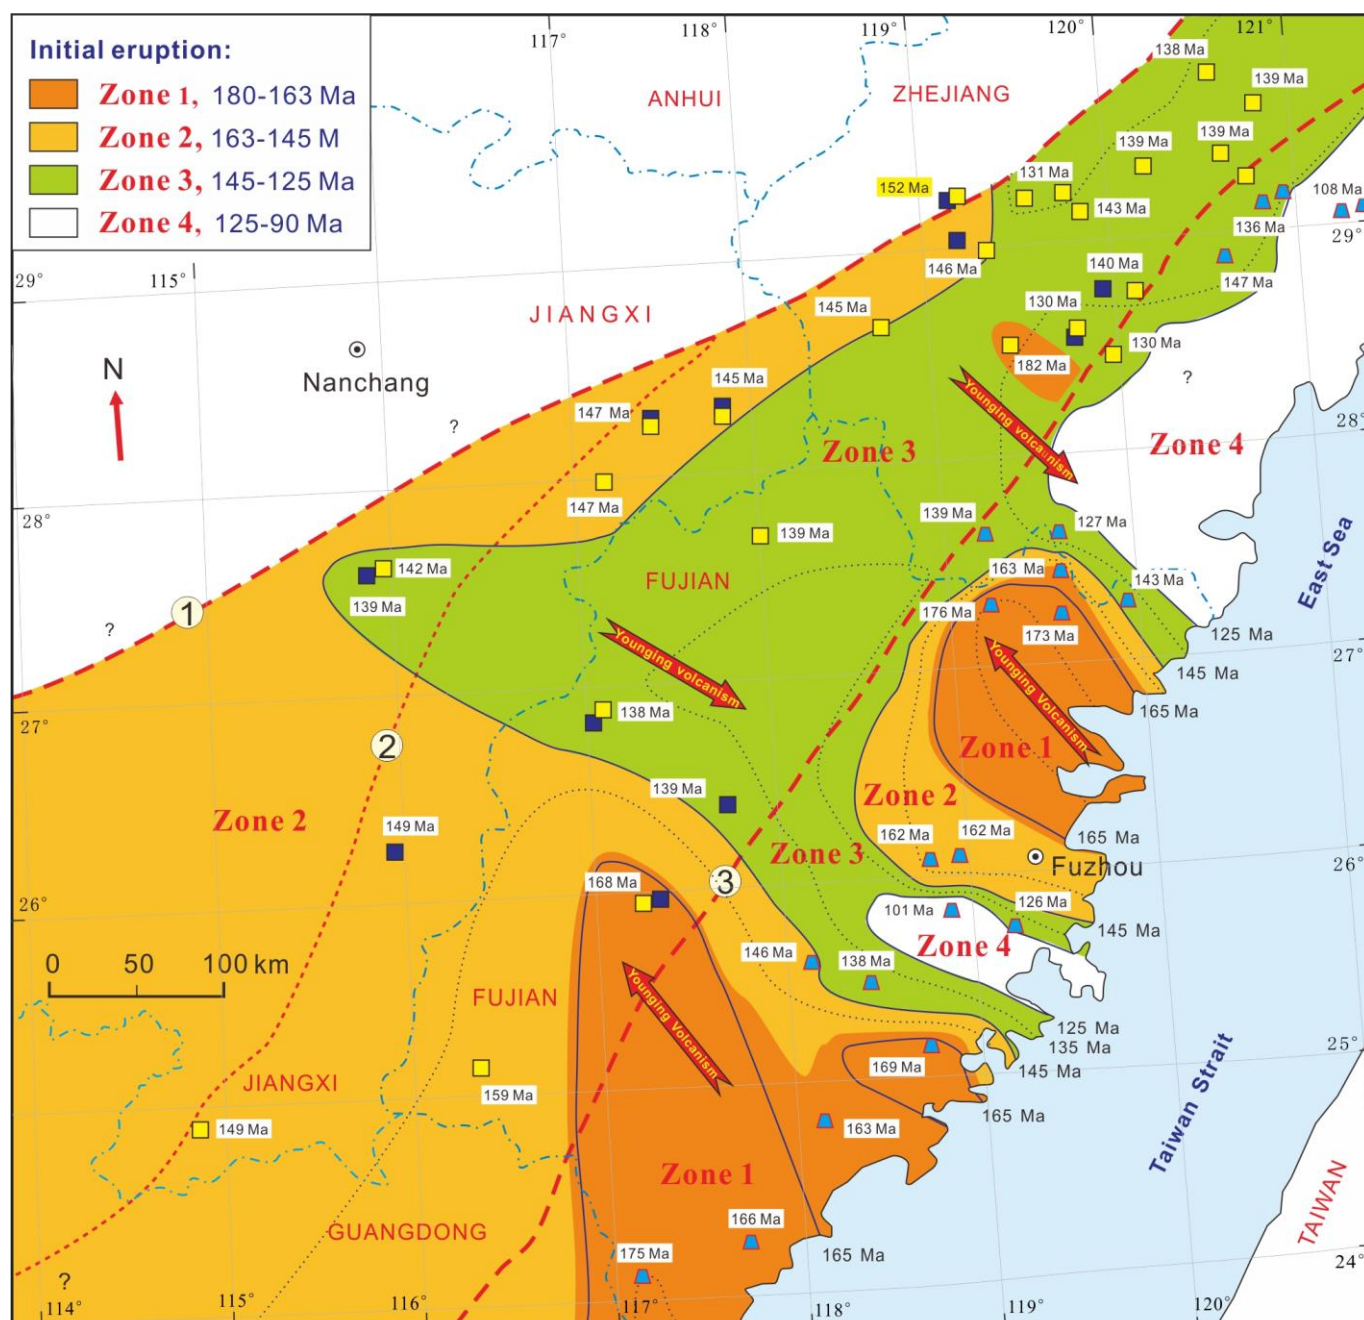 Initial eruption:
Zone 1, 180-163 Ma
Zone 2, 163-145 M
Zone 3, 145-125 Ma
Zone 4, 125-90 Ma
117°
118°
119°
120°
121°
138 Ma
ANHUI
ZHEJIANG
139 Ma
139 Ma
139 Ma
131 Ma
152 Ma
108 Ma
143 Ma
136 Ma
29°
146 Ma
140 Ma
147 Ma
29°
115°
130 Ma
145 Ma
JIANGXI
130 Ma
182 Ma
N
Nanchang
?
145 Ma
147 Ma
?
Younging volcanism
28°
Zone 3
Zone 4
147 Ma
28°
139 Ma
127 Ma
139 Ma
East Sea
142 Ma
163 Ma
143 Ma
FUJIAN
139 Ma
176 Ma
1
?
173 Ma
125 Ma
27°
Younging volcanism
Younging Volcanism
145 Ma
165 Ma
27°
138 Ma
2
Zone 1
139 Ma
Zone 2
Zone 2
149 Ma
162 Ma
162 Ma
165 Ma
Zone 3
Fuzhou
26°
3
168 Ma
26°
101 Ma
126 Ma
145 Ma
Zone 4
0 50 100 km
146 Ma
138 Ma
FUJIAN
Younging Volcanism
125 Ma
135 Ma
25°
145 Ma
169 Ma
JIANGXI
159 Ma
165 Ma
149 Ma
163 Ma
Taiwan Strait
Zone 1
TAIWAN
GUANGDONG
166 Ma
175 Ma
165 Ma
24°
?
114°
115°
116°
117°
118°
119°
120°